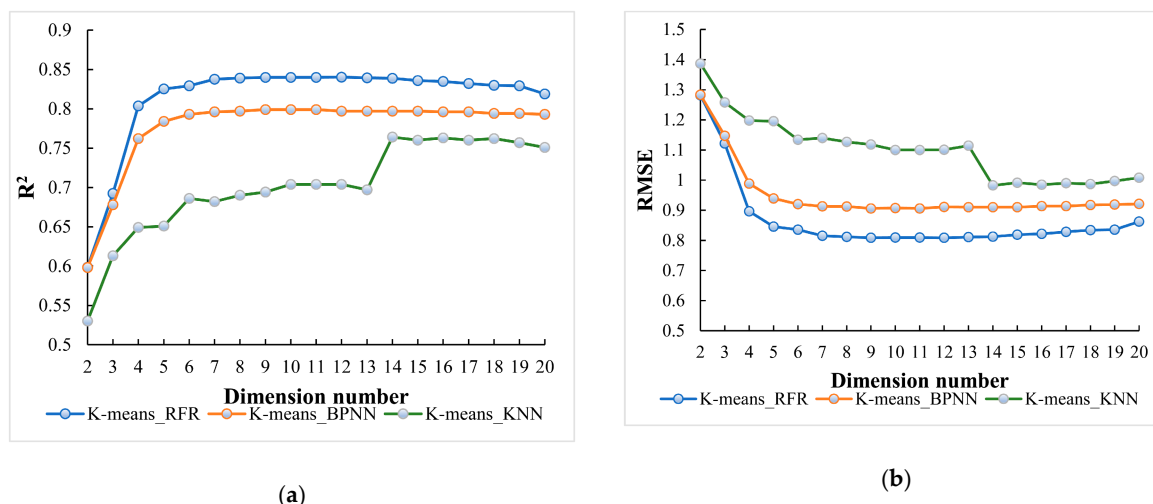 0.9
0.85
0.8
0.75
0.7
0.65
0.6
0.55
0.5
R²
2 3 4 5 6 7 8 9 10 11 12 13 14 15 16 17 18 19 20
Dimension number
K-means_RFR K-means_BPNN K-means_KNN
(a)
1.5
1.4
1.3
1.2
1.1
1
0.9
0.8
0.7
0.6
0.5
RMSE
2 3 4 5 6 7 8 9 10 11 12 13 14 15 16 17 18 19 20
Dimension number
K-means_RFR K-means_BPNN K-means_KNN
(b)